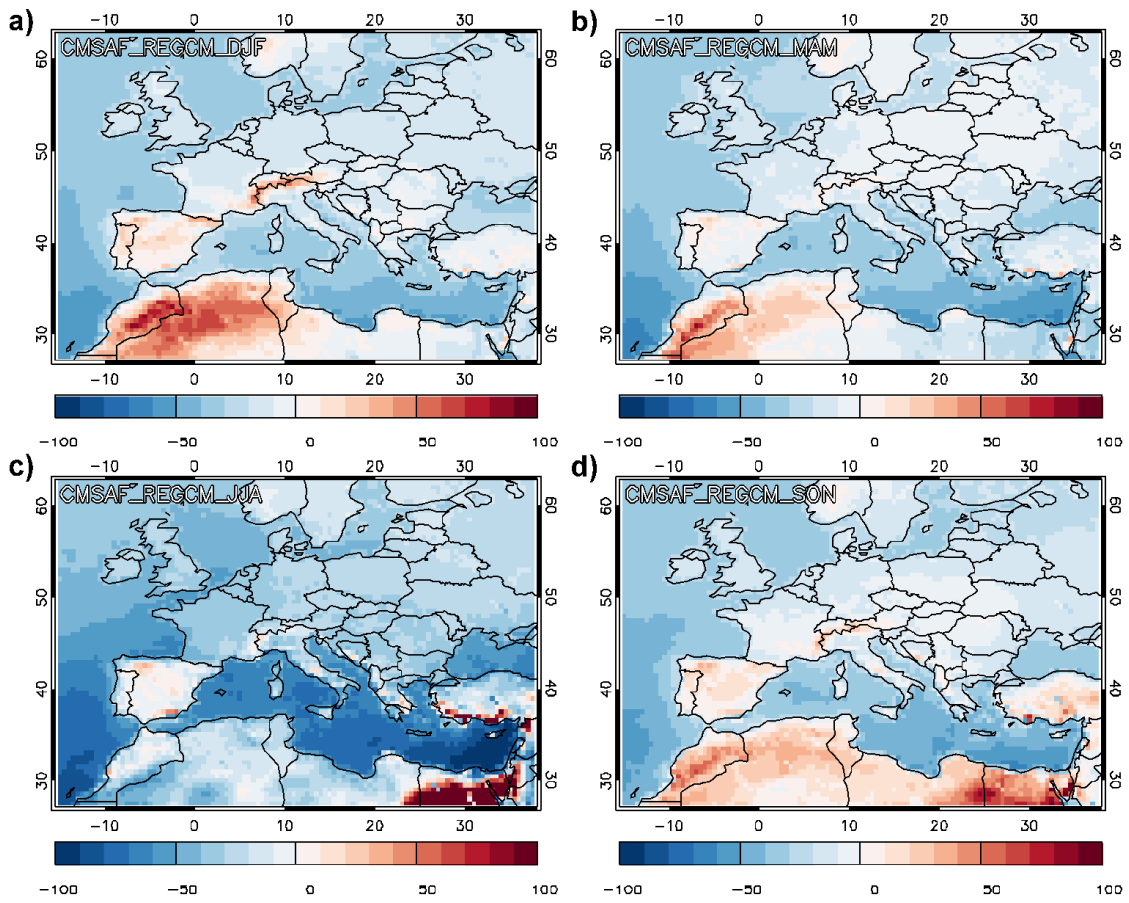 a)
b)
-10 0 10 20 30
-10 0 10 20 30
CMSAF_REGCM_DJF
CMSAF_REGCM_MAM
60 60
60 60
50 50
50 50
40 40
40 40
30 30
30 30
-10 0 10 20 30
-10 0 10 20 30
-100 -50 0 50 100
-100 -50 0 50 100
c)
d)
-10 0 10 20 30
-10 0 10 20 30
CMSAF_REGCM_JJA
CMSAF_REGCM_SON
60 60
60 60
50 50
50 50
40 40
40 40
30 30
30 30
-10 0 10 20 30
-10 0 10 20 30
-100 -50 0 50 100
-100 -50 0 50 100